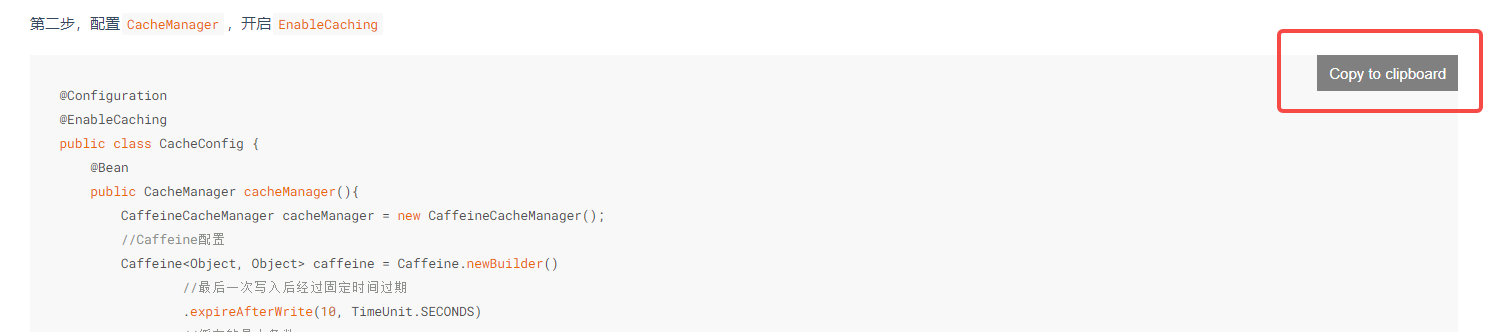 第二步，配置 CacheManager ，开启 EnableCaching
Copy to clipboard
@Configuration
@EnableCaching
public class CacheConfig {
@Bean
public CacheManager cacheManager(){
CaffeineCacheManager cacheManager = new CaffeineCacheManager();
//Caffeine配置
Caffeine<Object, Object> caffeine = Caffeine.newBuilder()
//最后一次写入后经过固定时间过期
.expireAfterWrite(10, TimeUnit.SECONDS)